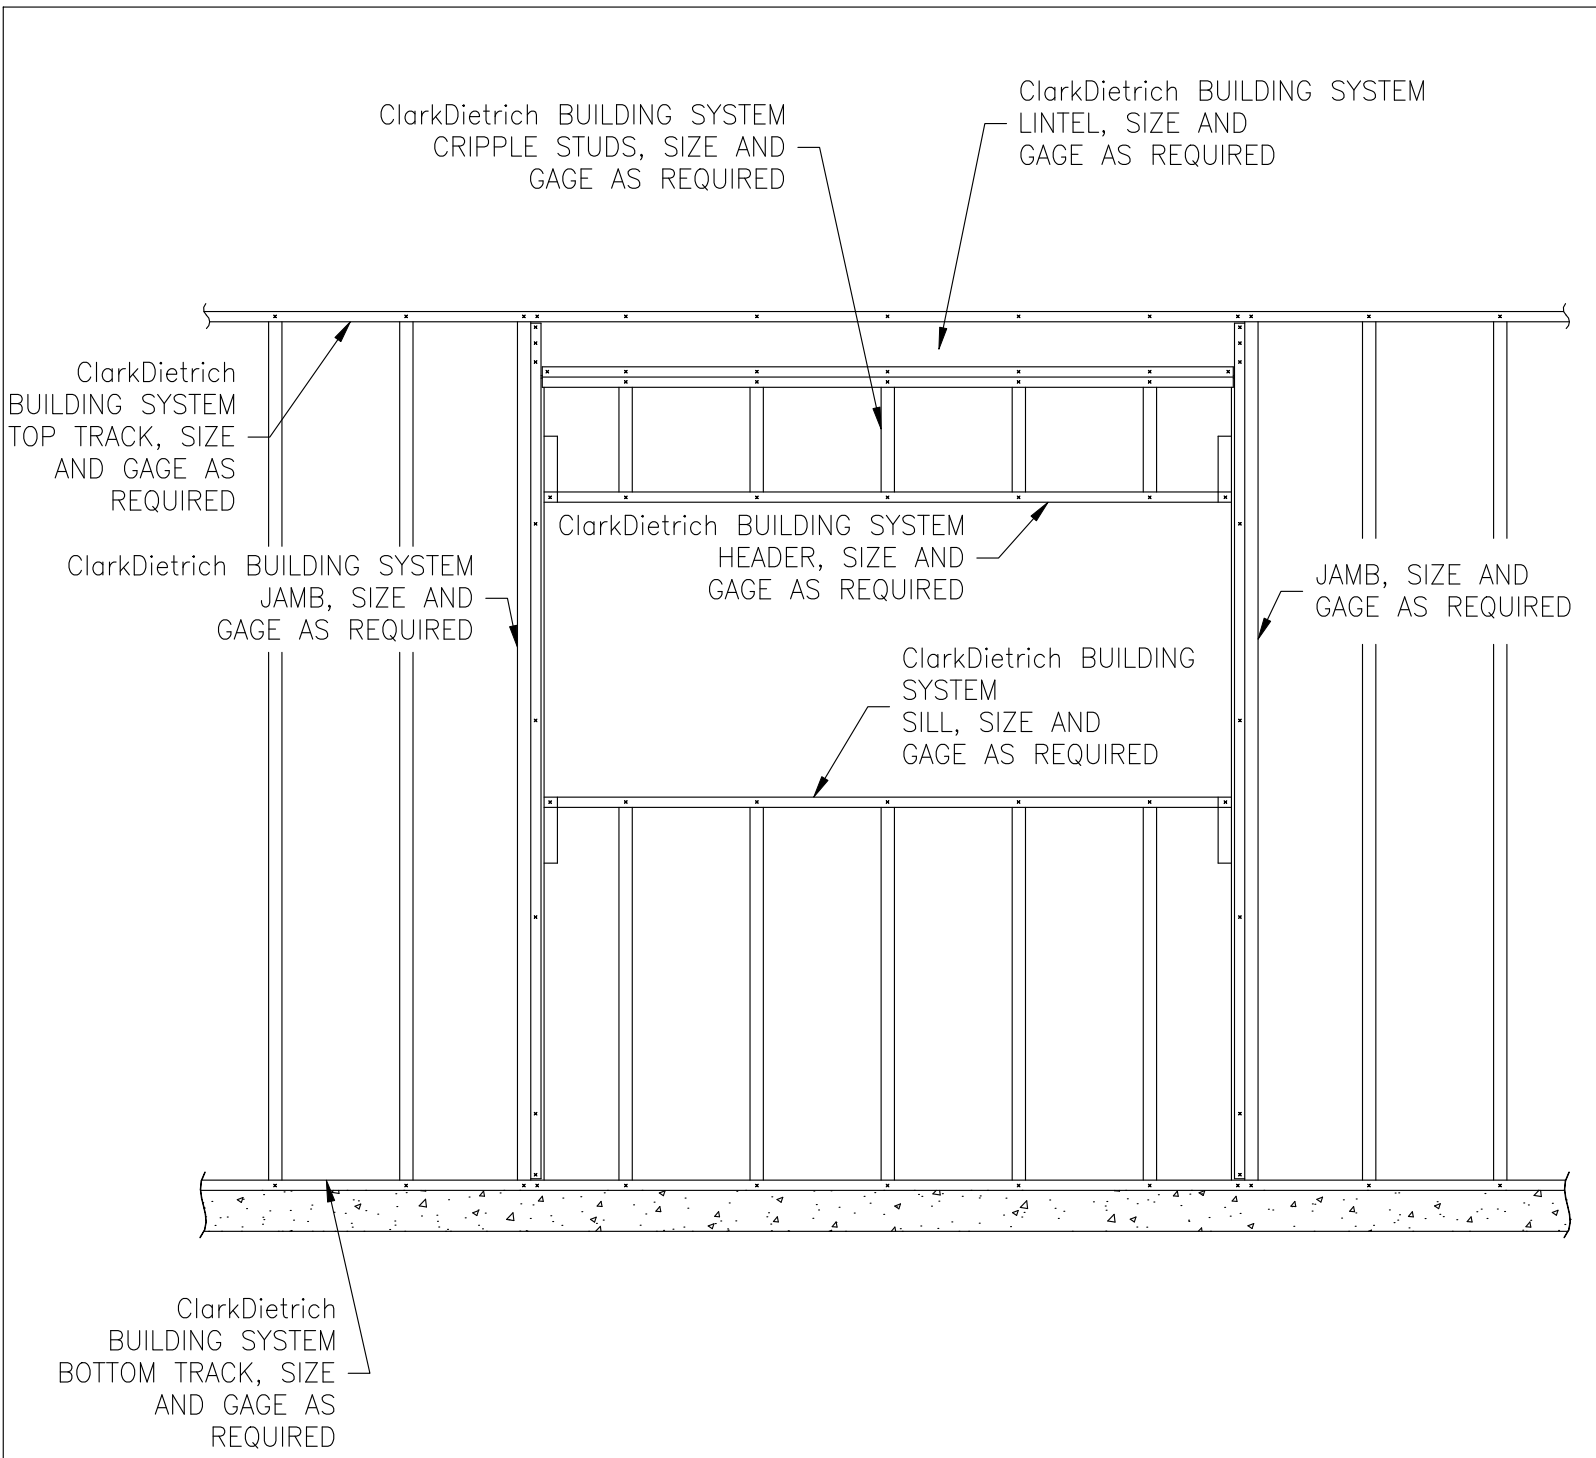 ClarkDietrich BUILDING SYSTEM
CRIPPLE STUDS, SIZE AND
GAGE AS REQUIRED
ClarkDietrich BUILDING SYSTEM
LINTEL, SIZE AND
GAGE AS REQUIRED
ClarkDietrich
BUILDING SYSTEM
TOP TRACK, SIZE
AND GAGE AS
REQUIRED
ClarkDietrich BUILDING SYSTEM
HEADER, SIZE AND
GAGE AS REQUIRED
ClarkDietrich BUILDING SYSTEM
JAMB, SIZE AND
GAGE AS REQUIRED
JAMB, SIZE AND
GAGE AS REQUIRED
ClarkDietrich BUILDING
SYSTEM
SILL, SIZE AND
GAGE AS REQUIRED
ClarkDietrich
BUILDING SYSTEM
BOTTOM TRACK, SIZE
AND GAGE AS
REQUIRED